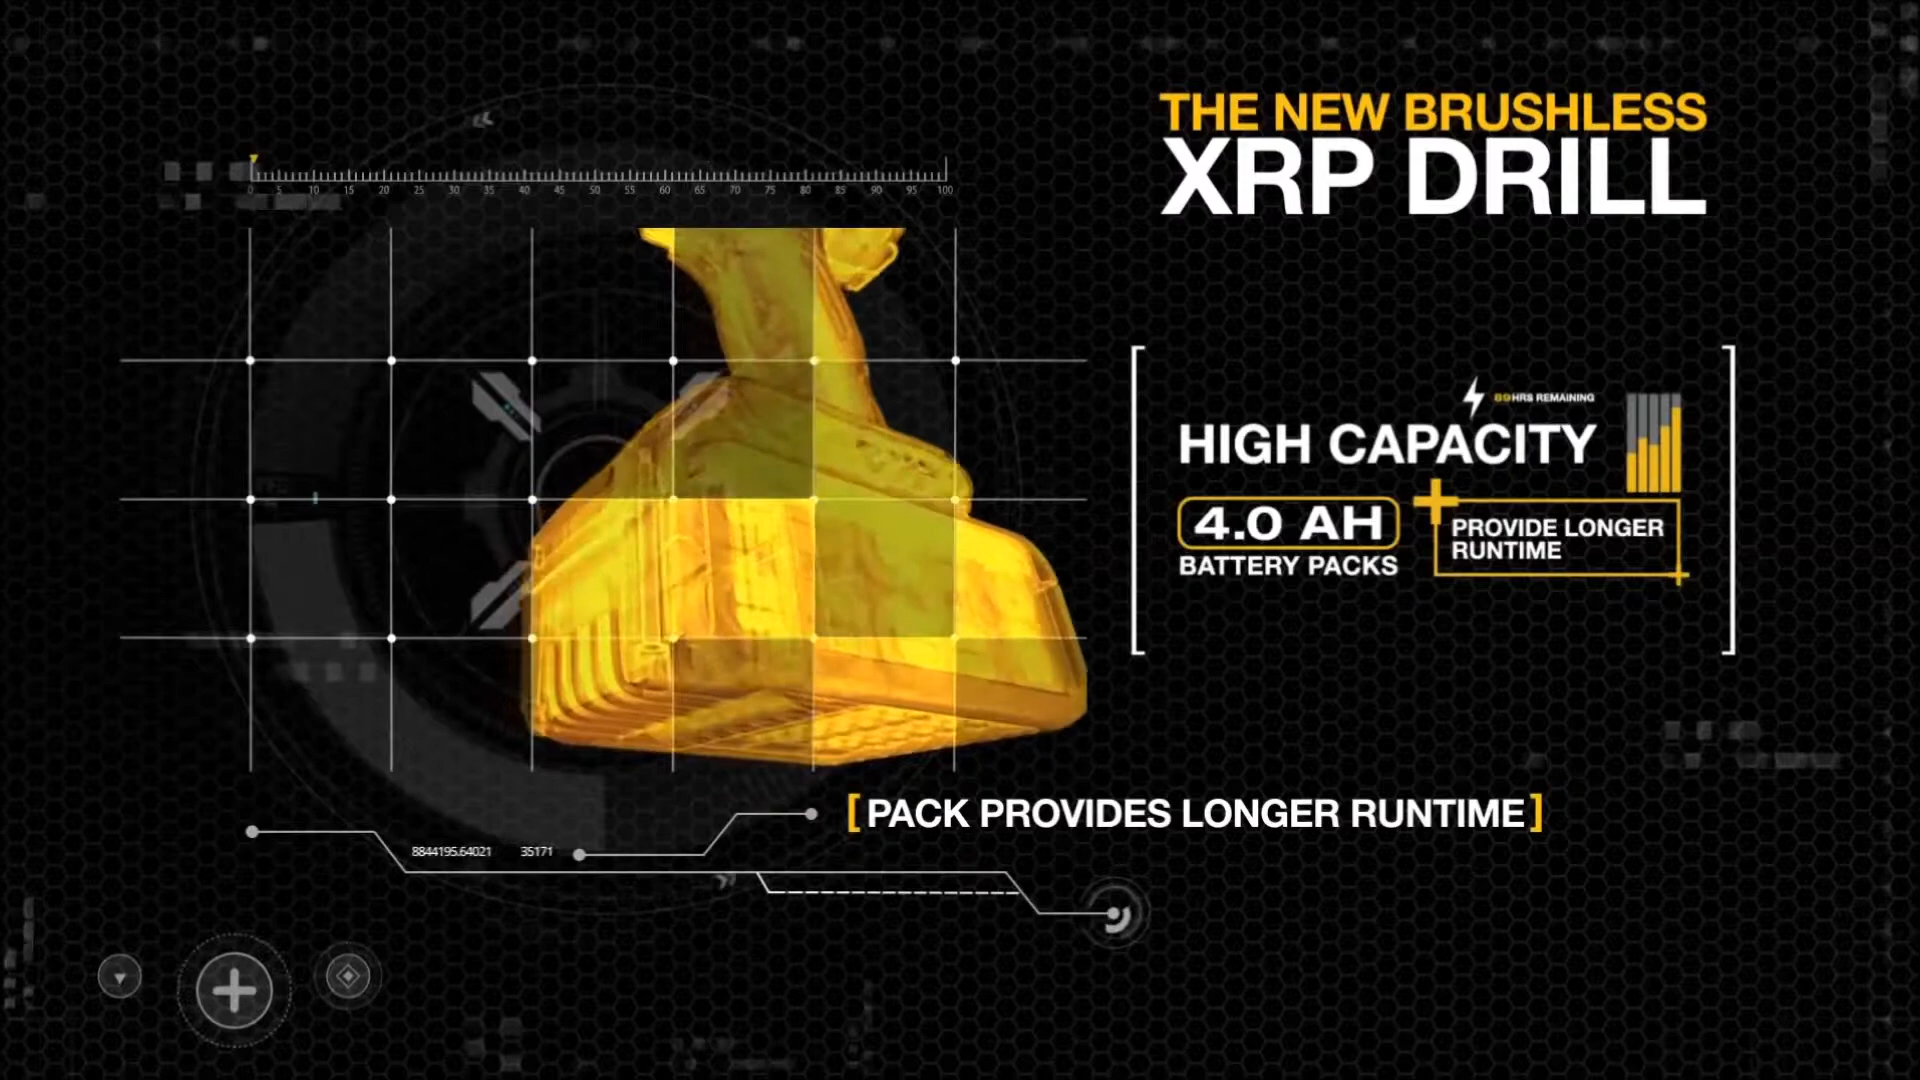 THE NEW BRUSHLESS
XRP DRILL
0 5 10 15 20 25 30 35 40 45 50 55 60 65 70 75 80 85 90 95 100
89HRS REMAINING
HIGH CAPACITY
4.0 AH
BATTERY PACKS
PROVIDE LONGER
RUNTIME
[PACK PROVIDES LONGER RUNTIME]
8844195.64021 35171